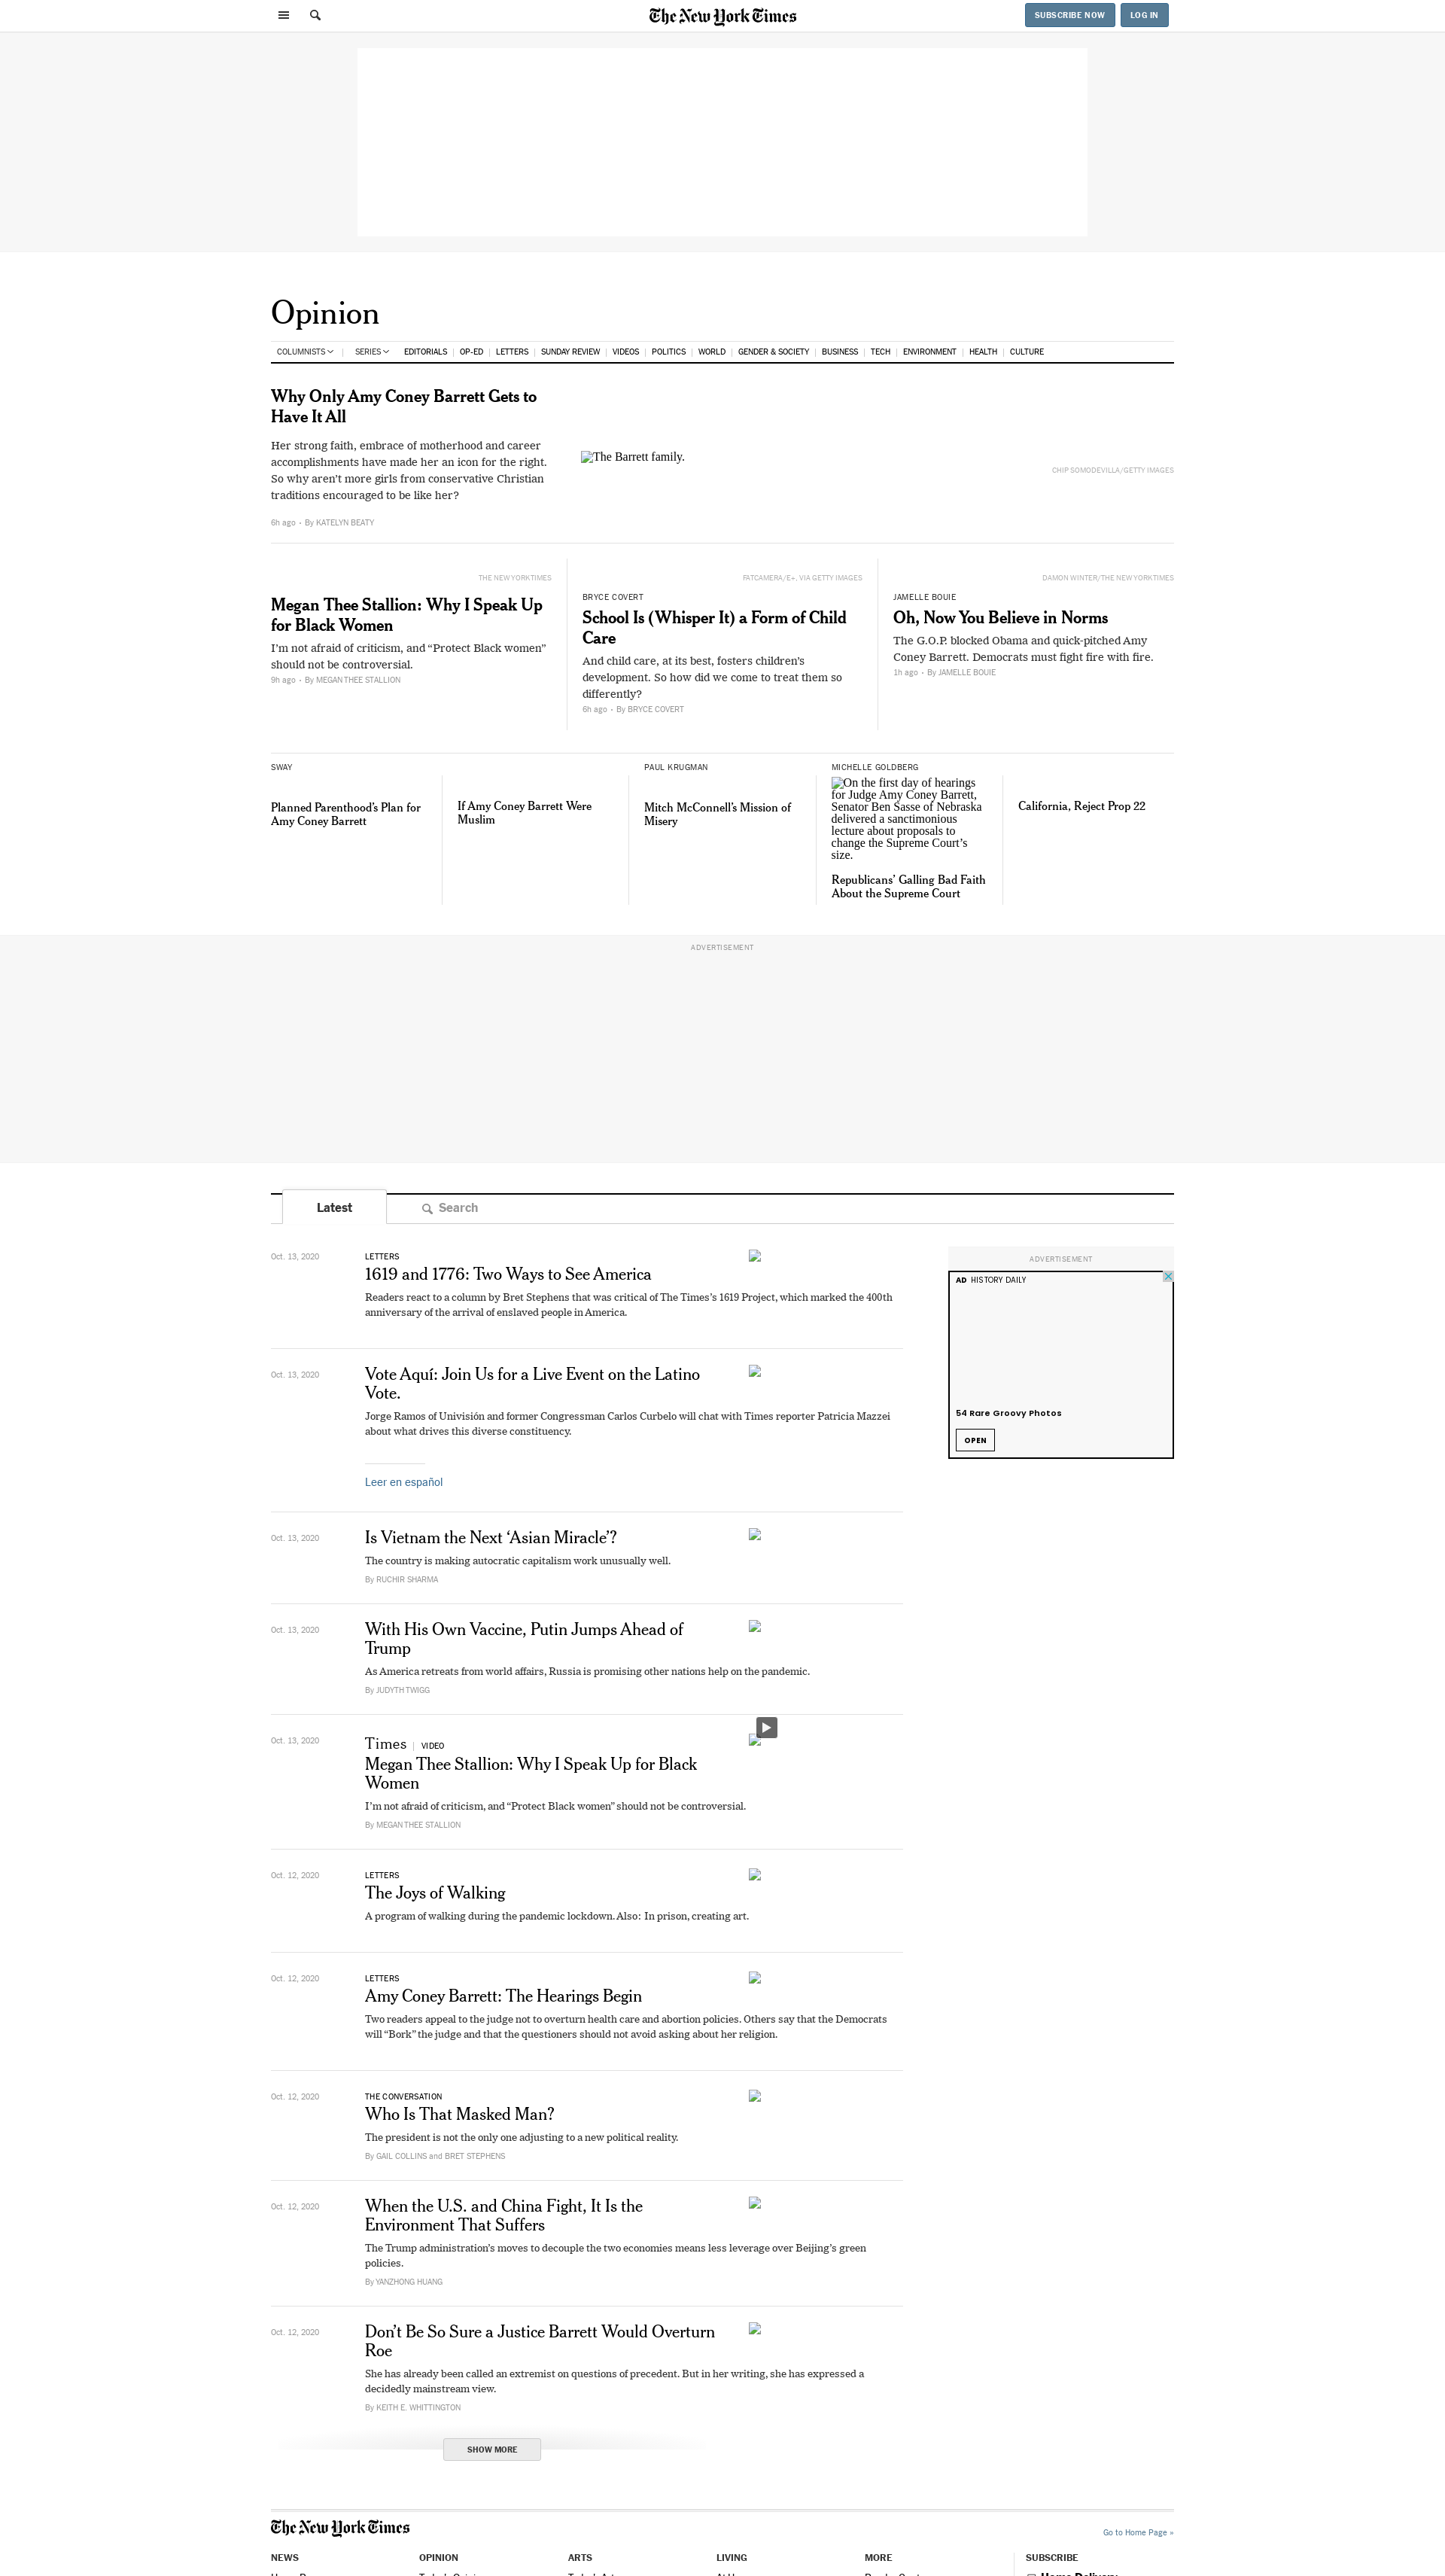 The New York Times
SUBSCRIBE NOW
LOG IN
Opinion
COLUMNISTS
SERIES
EDITORIALS
OP-ED
LETTERS
SUNDAY REVIEW
VIDEOS
POLITICS
WORLD
GENDER & SOCIETY
BUSINESS
TECH
ENVIRONMENT
HEALTH
CULTURE
Why Only Amy Coney Barrett Gets to
Have It All
Her strong faith, embrace of motherhood and career
accomplishments have made her an icon for the right.
So why aren't more girls from conservative Christian
traditions encouraged to be like her?
6h ago • By KATELYN BEATY
The Barrett family.
CHIP SOMODEVILLA/GETTY IMAGES
THE NEW YORK TIMES
Megan Thee Stallion: Why I Speak Up
for Black Women
I'm not afraid of criticism, and “Protect Black women”
should not be controversial.
9h ago • By MEGAN THEE STALLION
FATCAMERA/E+, VIA GETTY IMAGES
BRYCE COVERT
School Is (Whisper It) a Form of Child
Care
And child care, at its best, fosters children's
development. So how did we come to treat them so
differently?
6h ago • By BRYCE COVERT
DAMON WINTER/THE NEW YORK TIMES
JAMELLE BOUIE
Oh, Now You Believe in Norms
The G.O.P. blocked Obama and quick-pitched Amy
Coney Barrett. Democrats must fight fire with fire.
1h ago • By JAMELLE BOUIE
SWAY
Planned Parenthood's Plan for
Amy Coney Barrett
If Amy Coney Barrett Were
Muslim
PAUL KRUGMAN
Mitch McConnell's Mission of
Misery
MICHELLE GOLDBERG
On the first day of hearings
for Judge Amy Coney Barrett,
Senator Ben Sasse of Nebraska
delivered a sanctimonious
lecture about proposals to
change the Supreme Court’s
size.
Republicans’ Galling Bad Faith
About the Supreme Court
California, Reject Prop 22
ADVERTISEMENT
Latest
Search
Oct. 13, 2020
LETTERS
1619 and 1776: Two Ways to See America
Readers react to a column by Bret Stephens that was critical of The Times's 1619 Project, which marked the 400th
anniversary of the arrival of enslaved people in America.
ADVERTISEMENT
AD HISTORY DAILY
54 Rare Groovy Photos
OPEN
Oct. 13, 2020
Vote Aquí: Join Us for a Live Event on the Latino
Vote.
Jorge Ramos of Univisión and former Congressman Carlos Curbelo will chat with Times reporter Patricia Mazzei
about what drives this diverse constituency.
Leer en español
Oct. 13, 2020
Is Vietnam the Next ‘Asian Miracle’?
The country is making autocratic capitalism work unusually well.
By RUCHIR SHARMA
Oct. 13, 2020
With His Own Vaccine, Putin Jumps Ahead of
Trump
As America retreats from world affairs, Russia is promising other nations help on the pandemic.
By JUDYTH TWIGG
Oct. 13, 2020
Times | VIDEO
Megan Thee Stallion: Why I Speak Up for Black
Women
I'm not afraid of criticism, and “Protect Black women” should not be controversial.
By MEGAN THEE STALLION
Oct. 12, 2020
LETTERS
The Joys of Walking
A program of walking during the pandemic lockdown. Also: In prison, creating art.
Oct. 12, 2020
LETTERS
Amy Coney Barrett: The Hearings Begin
Two readers appeal to the judge not to overturn health care and abortion policies. Others say that the Democrats
will “Bork” the judge and that the questioners should not avoid asking about her religion.
Oct. 12, 2020
THE CONVERSATION
Who Is That Masked Man?
The president is not the only one adjusting to a new political reality.
By GAIL COLLINS and BRET STEPHENS
Oct. 12, 2020
When the U.S. and China Fight, It Is the
Environment That Suffers
The Trump administration's moves to decouple the two economies means less leverage over Beijing's green
policies.
By YANZHONG HUANG
Oct. 12, 2020
Don't Be So Sure a Justice Barrett Would Overturn
Roe
She has already been called an extremist on questions of precedent. But in her writing, she has expressed a
decidedly mainstream view.
By KEITH E. WHITTINGTON
SHOW MORE
The New York Times
Go to Home Page »
NEWS
OPINION
ARTS
LIVING
MORE
SUBSCRIBE